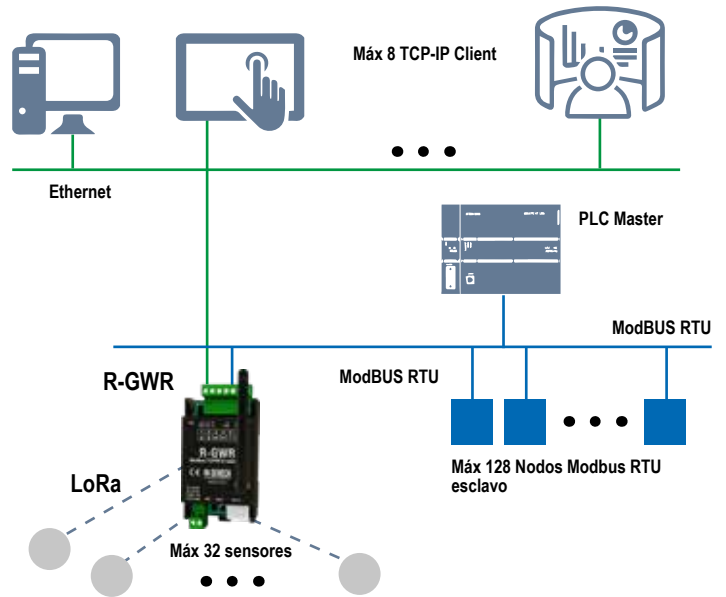 Máx 8 TCP-IP Client
Ethernet
PLC Master
ModBUS RTU
R-GWR
ModBUS RTU
R-GWR
LoRa
Máx 128 Nodos Modbus RTU
esclavo
Máx 32 sensores